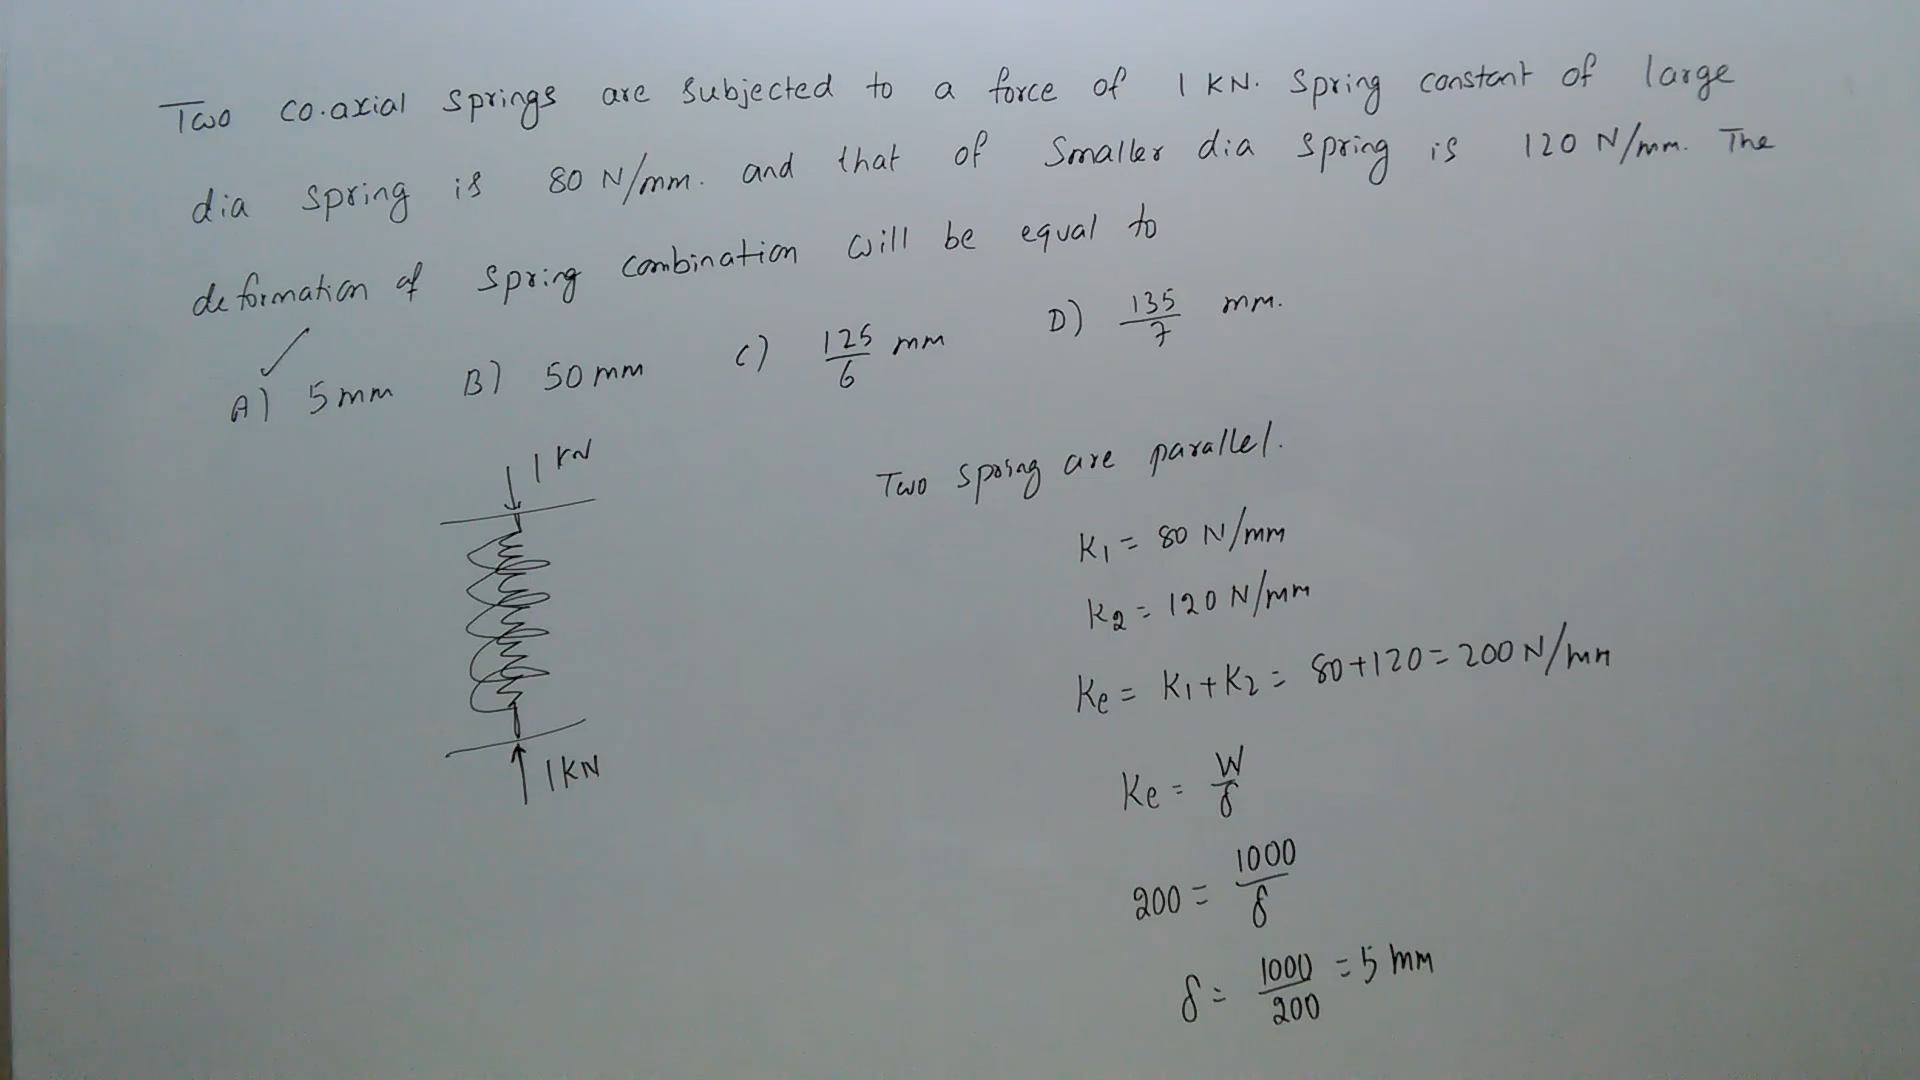 Two co.axial springs are subjected to a force of 1 KN. Spring constant of large
dia spring is 80 N/mm. and that of Smaller dia spring is 120 N/mm. The
deformation of spring combination will be equal to
A) 5mm B) 50 mm C) 125/6 mm D) 135/7 mm.
1 KN
Two spring are parallel.
K1 = 80 N/mm
K2 = 120 N/mm
Ke = K1 + K2 = 80+120 = 200 N/mm
1 KN
Ke = W/δ
200 = 1000/δ
δ = 1000/200 = 5 mm